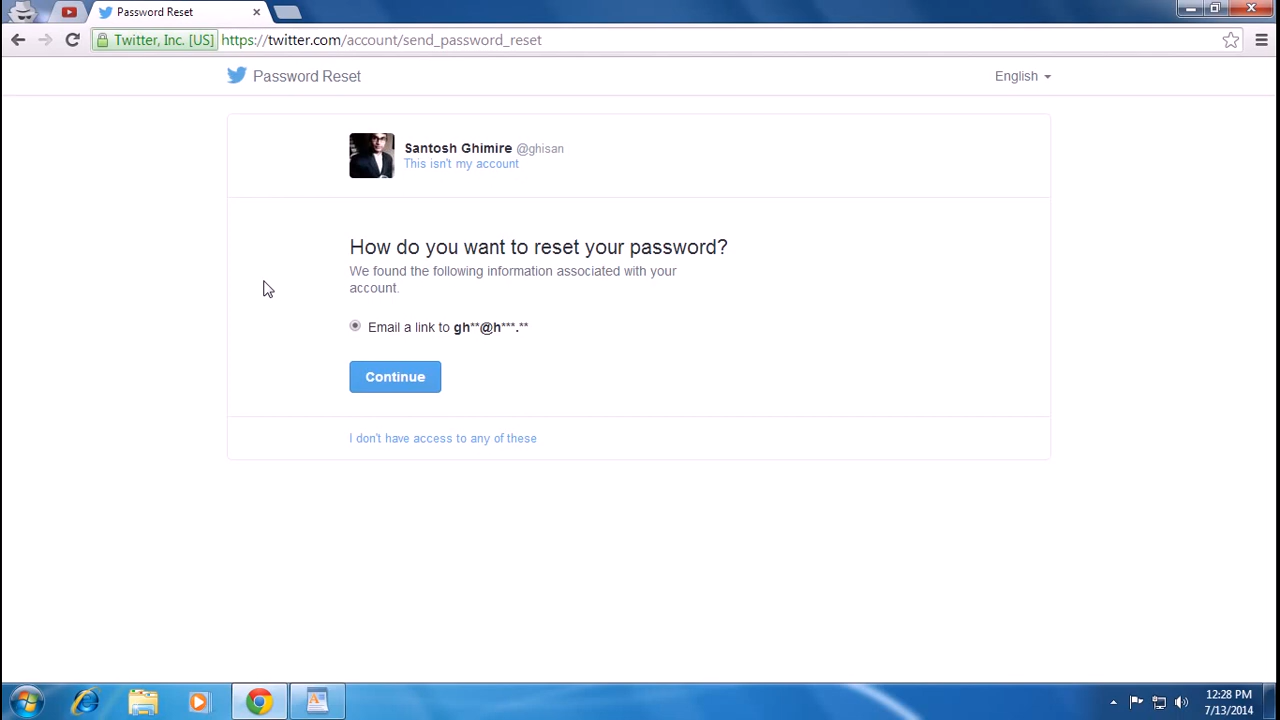 Password Reset
Twitter, Inc. [US] https://twitter.com/account/send_password_reset
Password Reset
English
Santosh Ghimire @ghisan
This isn't my account
How do you want to reset your password?
We found the following information associated with your
account.
Email a link to gh**@h***.**
Continue
I don't have access to any of these
12:28 PM
7/13/2014